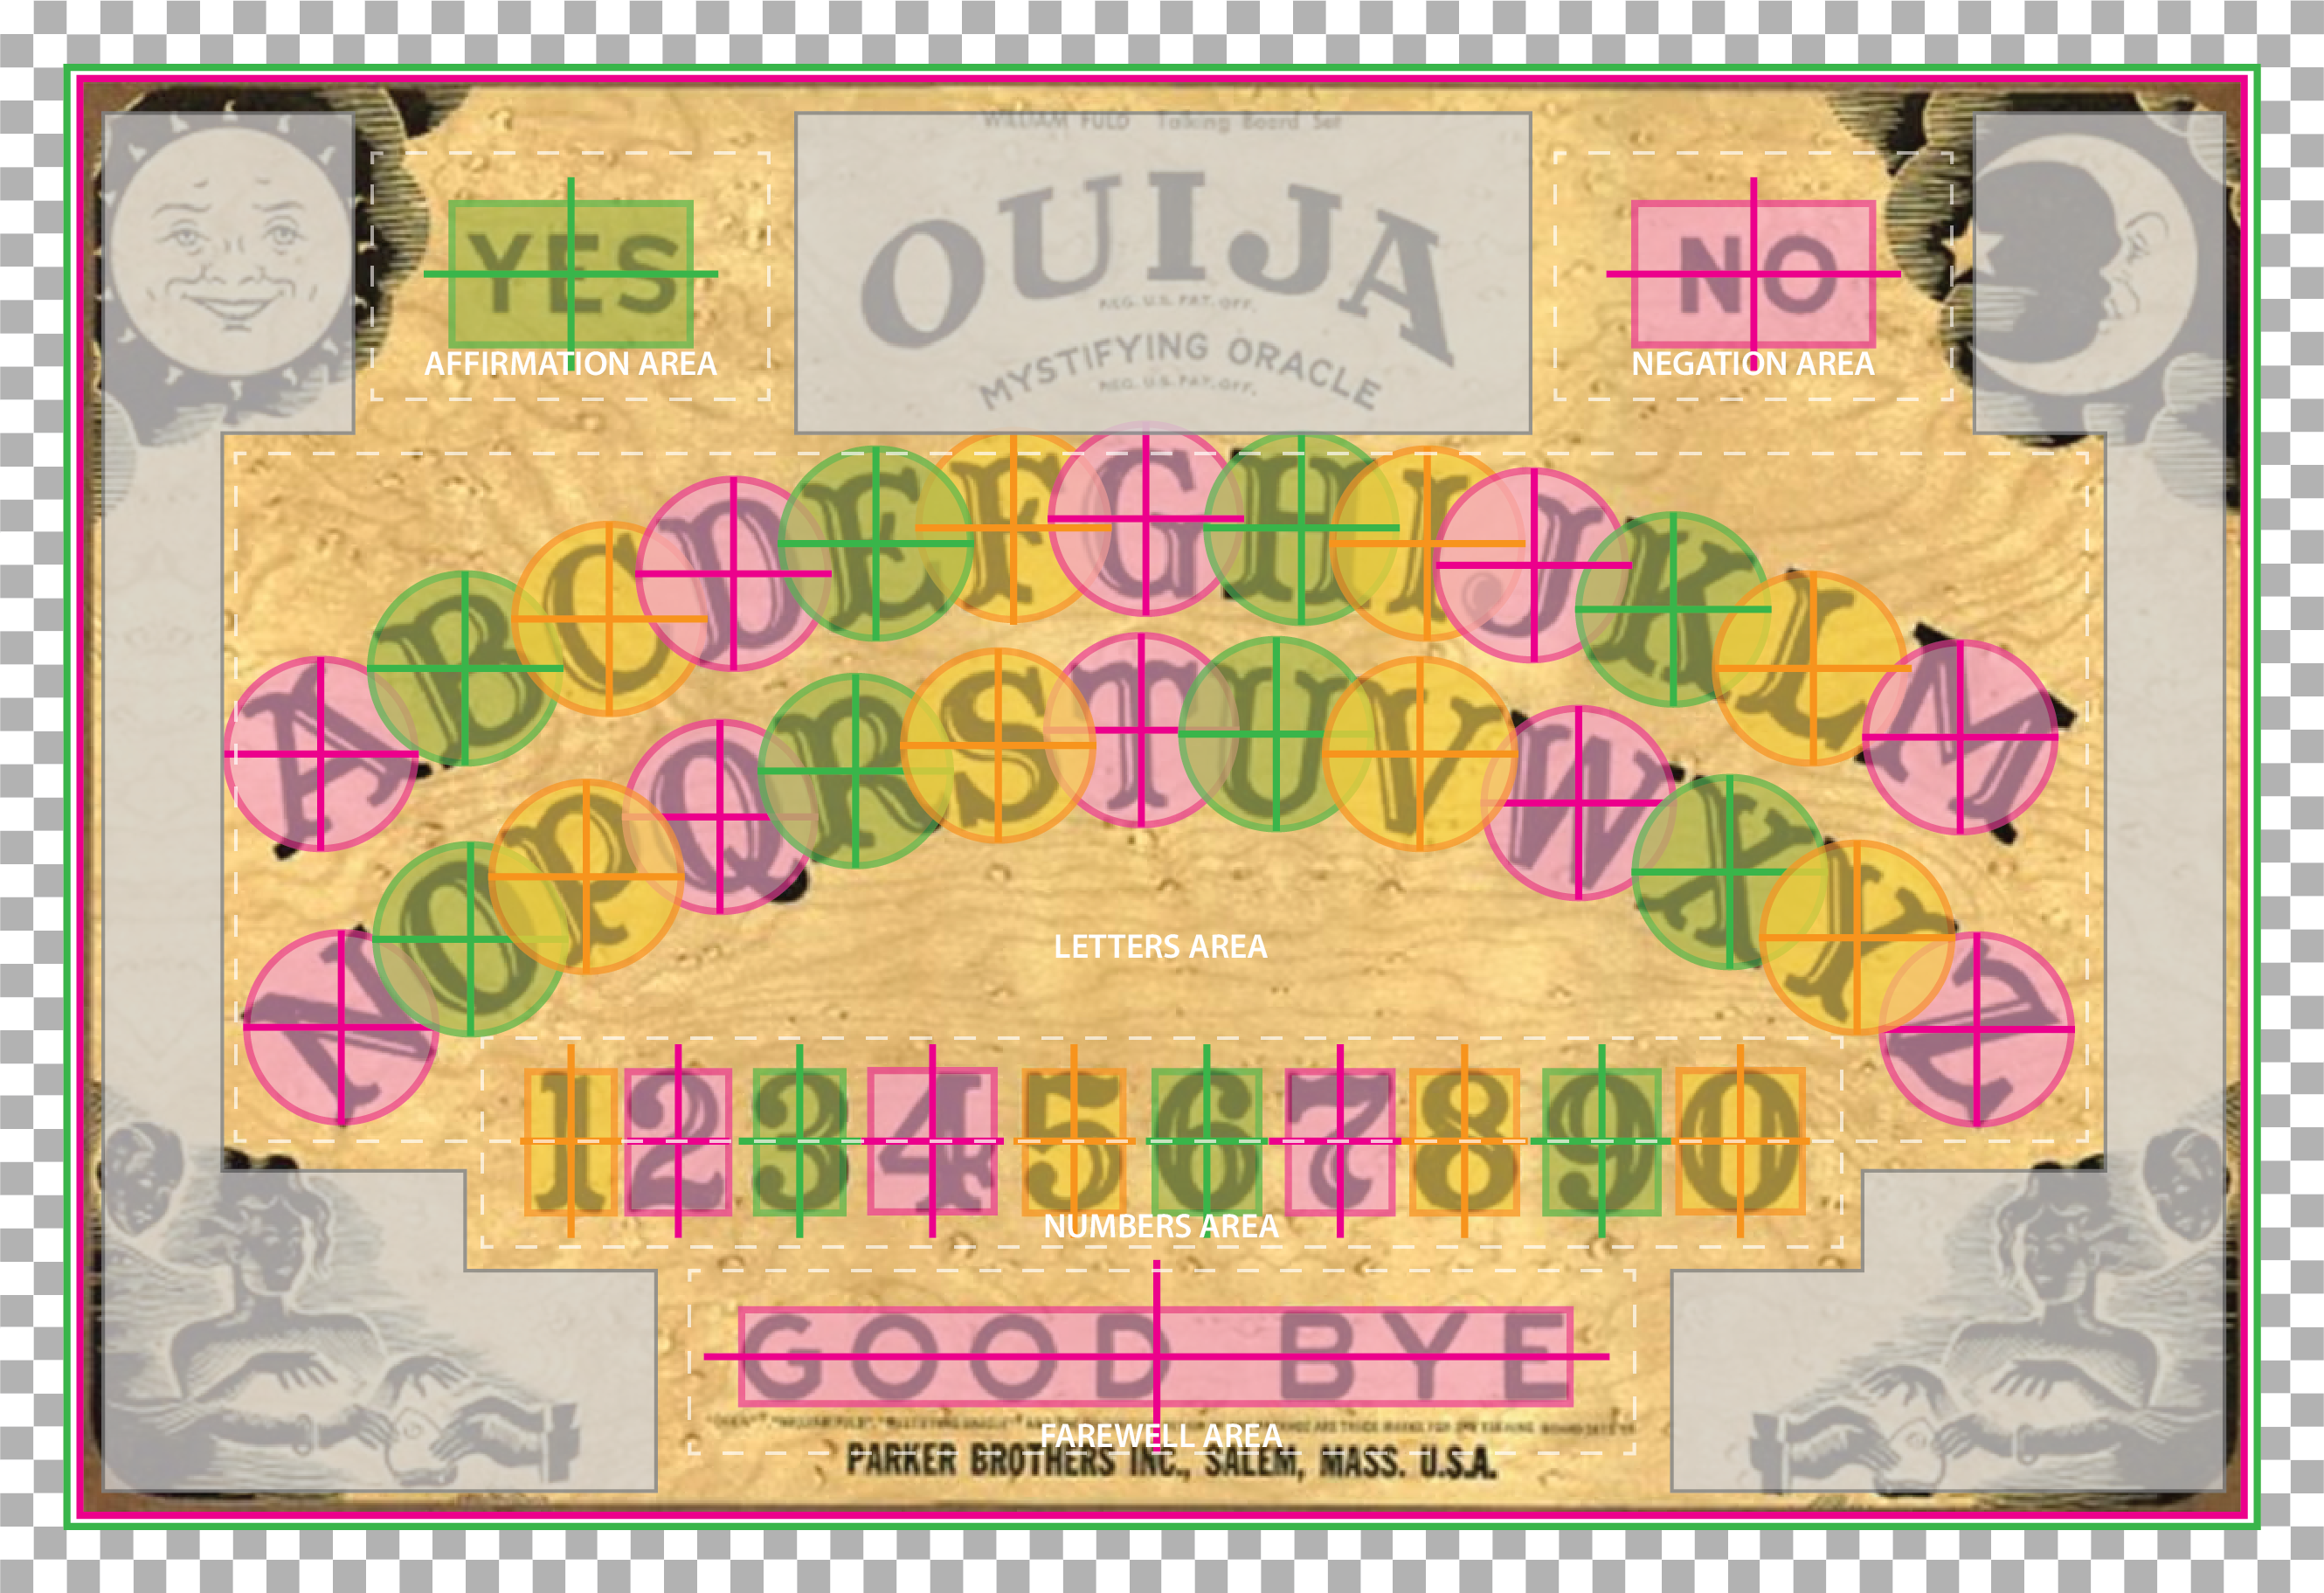 WILLIAM FULD Talking Board Set
OUIJA
REG. U.S. PAT. OFF.
MYSTIFYING ORACLE
REG. U.S. PAT. OFF.
YES
AFFIRMATION AREA
NO
NEGATION AREA
A B C D E F G H I J K L M
N O P Q R S T U V W X Y Z
LETTERS AREA
1 2 3 4 5 6 7 8 9 0
NUMBERS AREA
GOOD BYE
FAREWELL AREA
PARKER BROTHERS INC., SALEM, MASS. U.S.A.